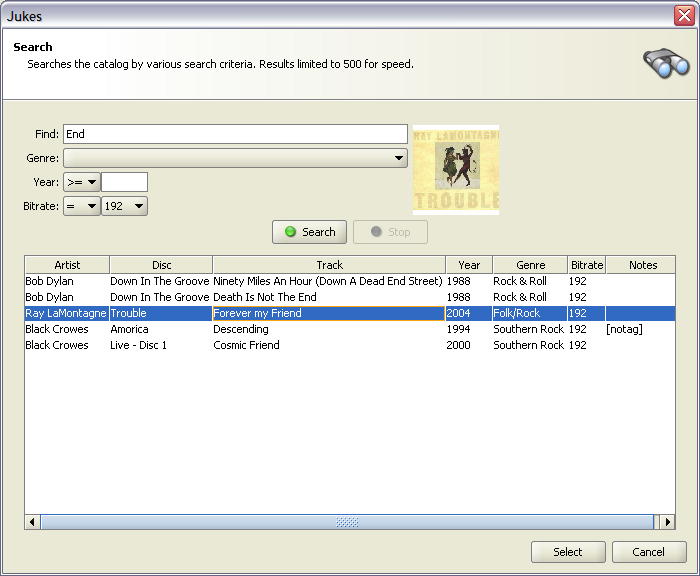 Jukes
Search
Searches the catalog by various search criteria. Results limited to 500 for speed.
Find: End
Genre:
Year: >=
Bitrate: = 192
RAY LAMONTAGNE
TROUBLE
Search Stop
Artist Disc Track Year Genre Bitrate Notes
Bob Dylan Down In The Groove Ninety Miles An Hour (Down A Dead End Street) 1988 Rock & Roll 192
Bob Dylan Down In The Groove Death Is Not The End 1988 Rock & Roll 192
Ray LaMontagne Trouble Forever my Friend 2004 Folk/Rock 192
Black Crowes Amorica Descending 1994 Southern Rock 192 [notag]
Black Crowes Live - Disc 1 Cosmic Friend 2000 Southern Rock 192
Select Cancel